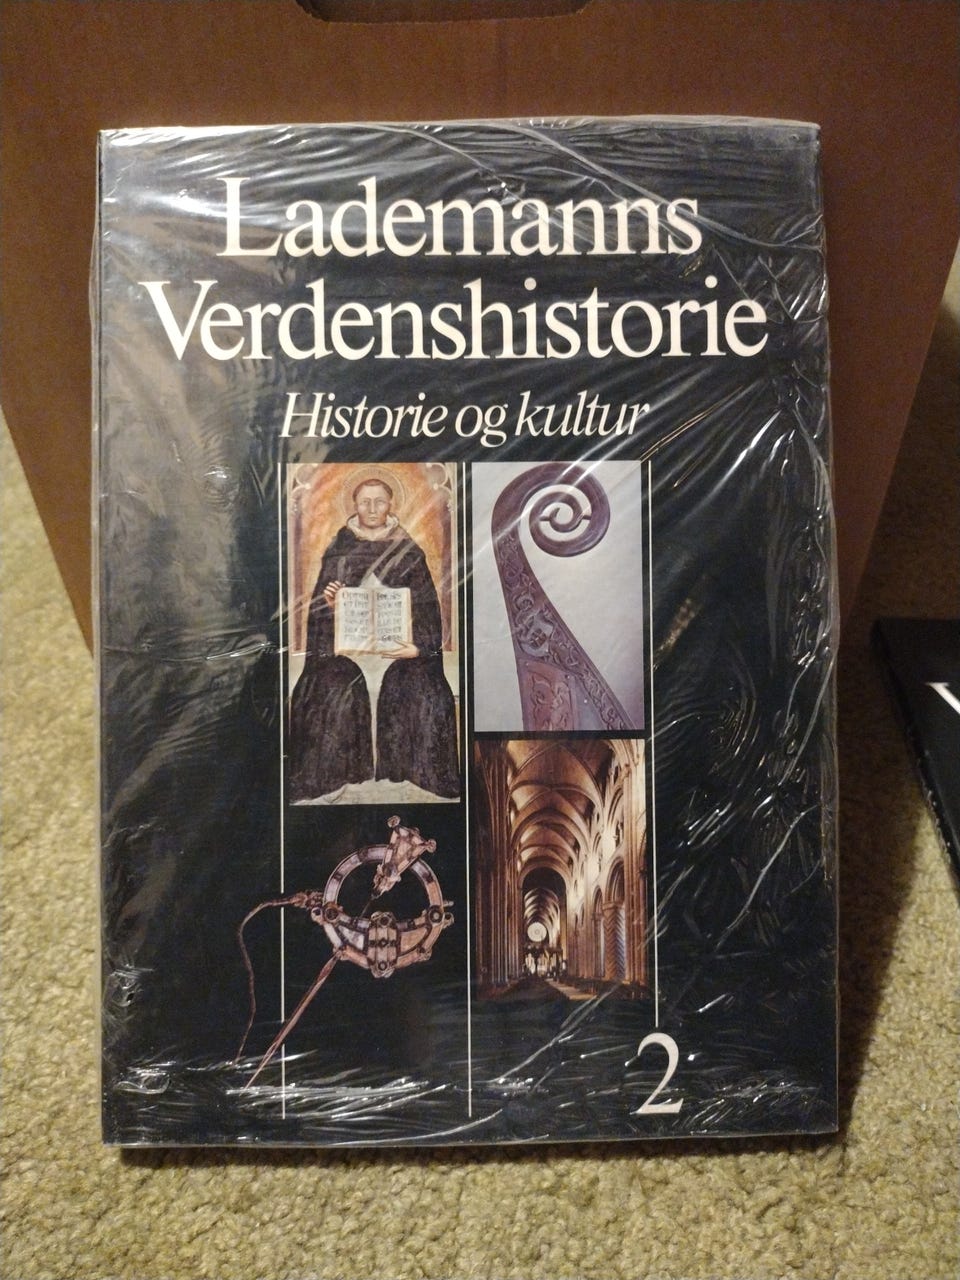 Lademanns
Verdenshistorie
Historie og kultur
2